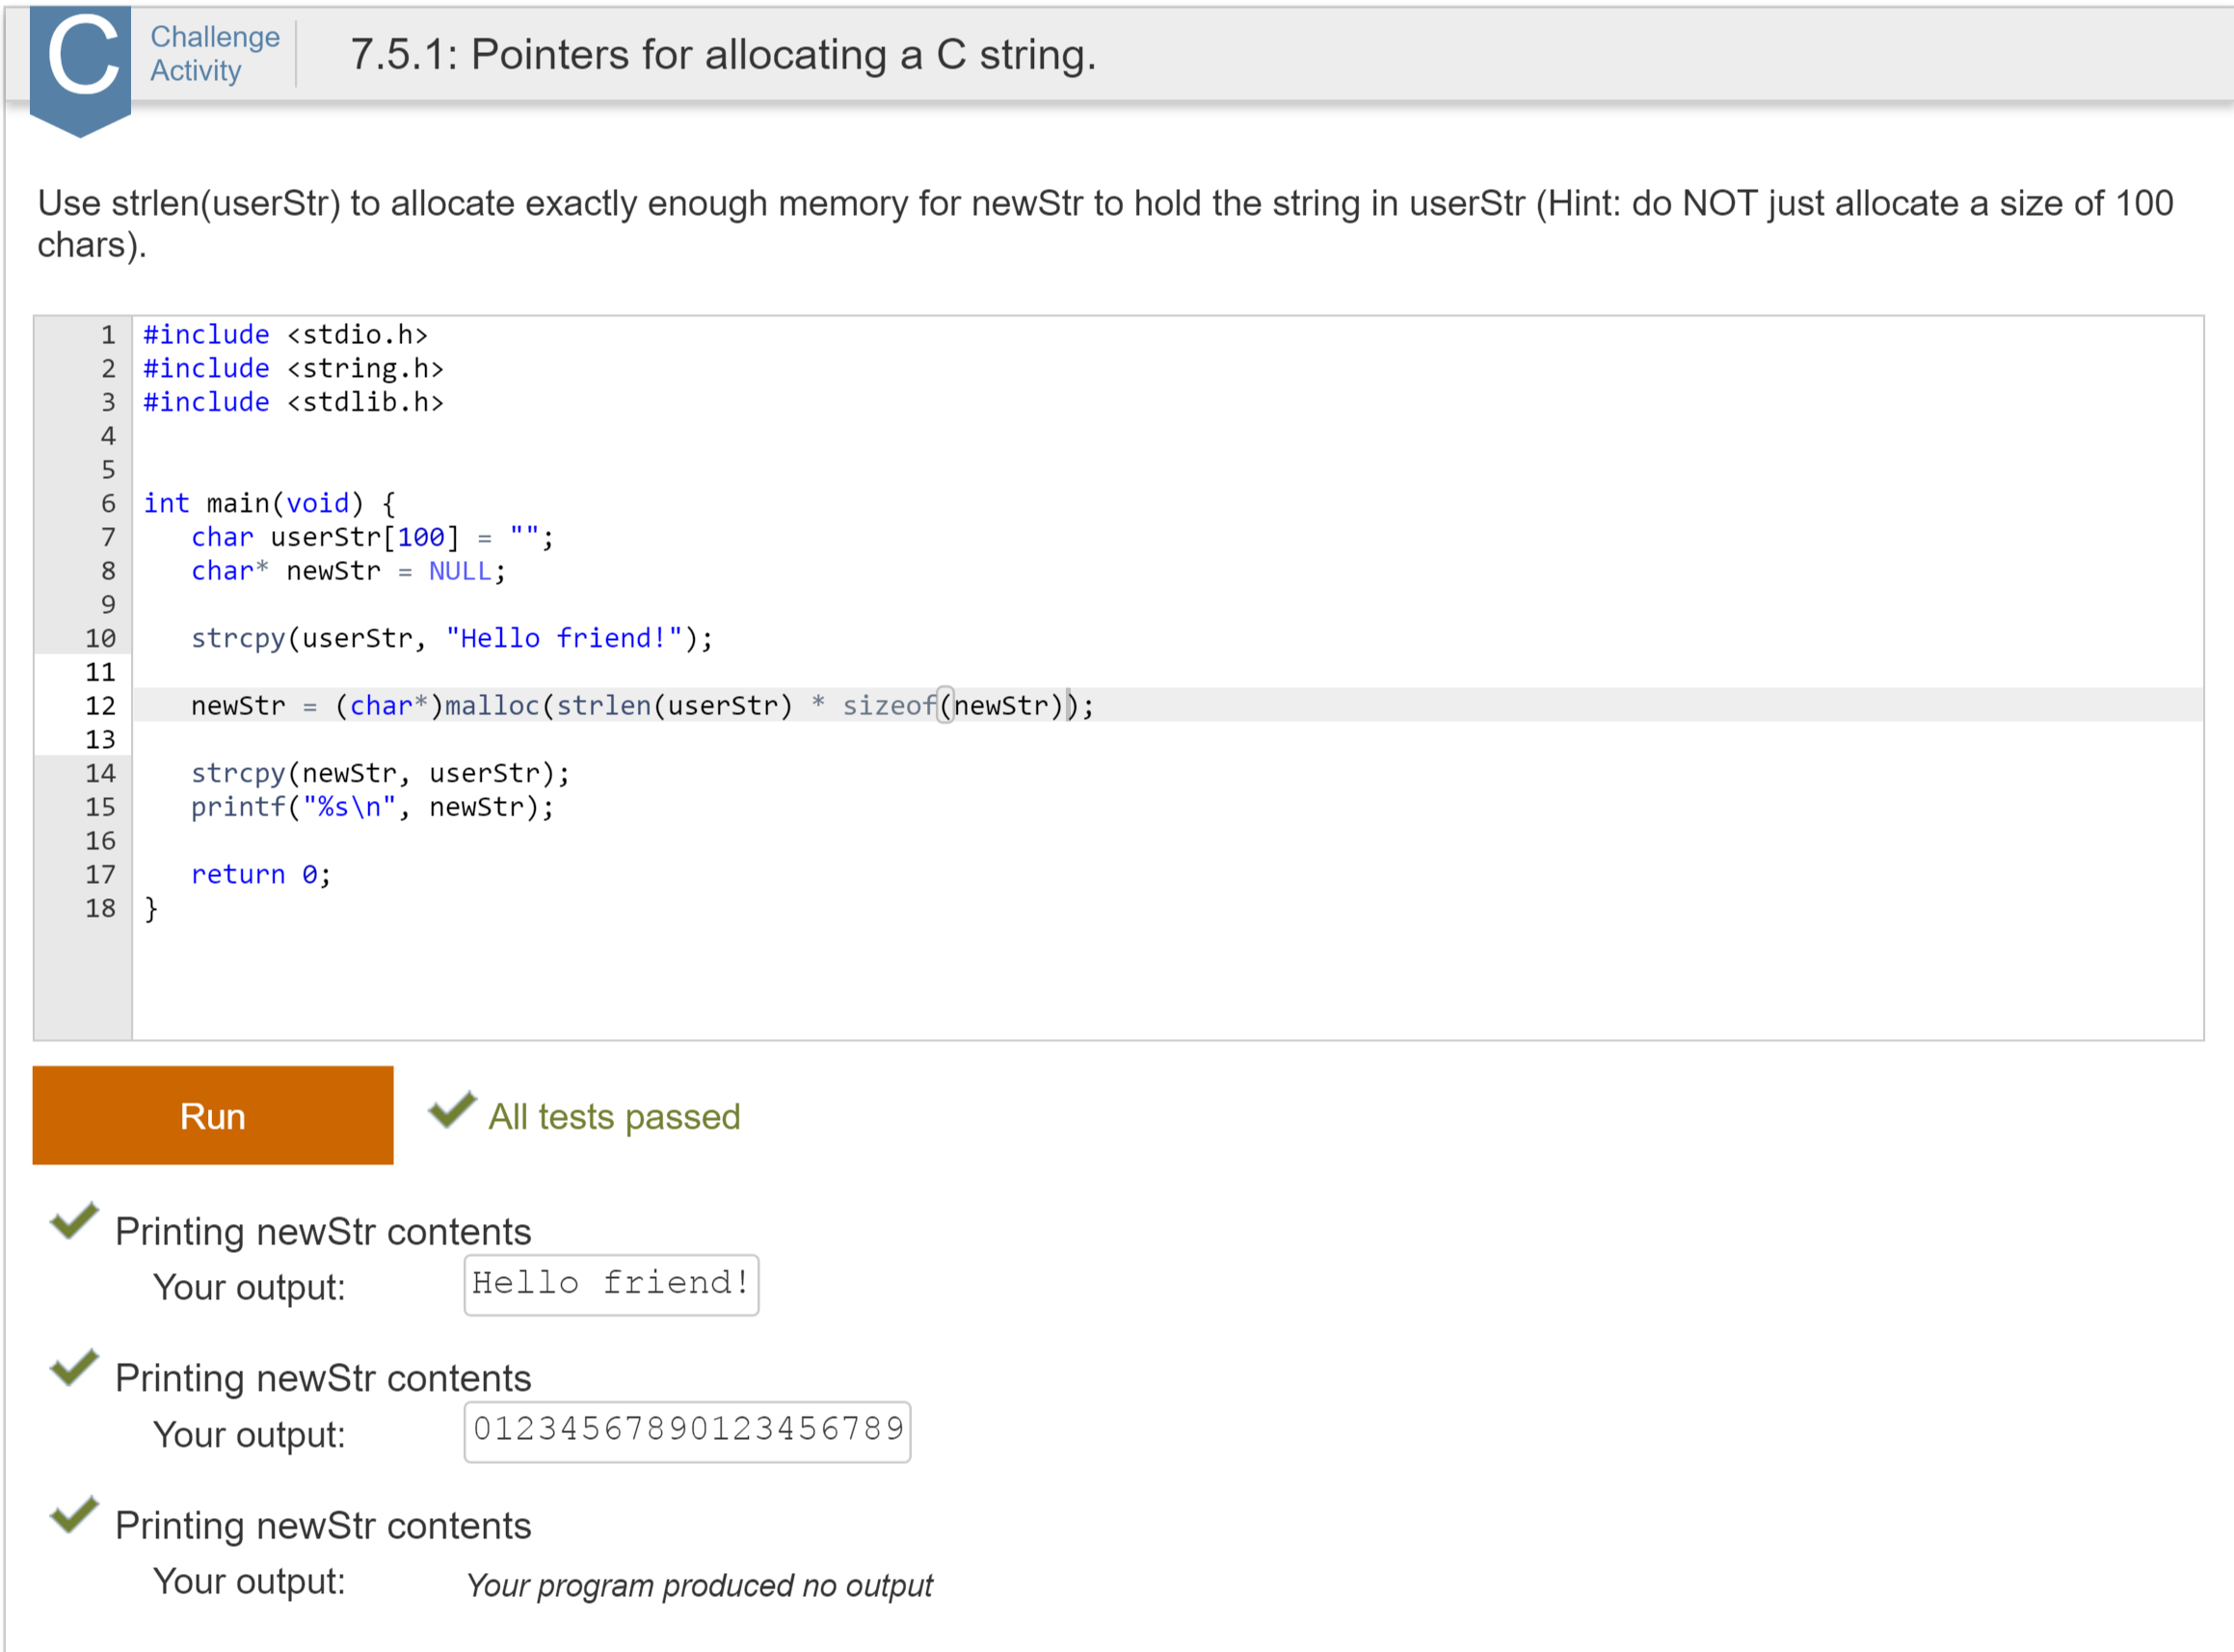 C
Challenge
Activity
7.5.1: Pointers for allocating a C string.
Use strlen(userStr) to allocate exactly enough memory for newStr to hold the string in userStr (Hint: do NOT just allocate a size of 100
chars).
1 #include <stdio.h>
2 #include <string.h>
3 #include <stdlib.h>
4
5
6 int main(void) {
7    char userStr[100] = "";
8    char* newStr = NULL;
9
10    strcpy(userStr, "Hello friend!");
11
12    newStr = (char*)malloc(strlen(userStr) * sizeof(newStr));
13
14    strcpy(newStr, userStr);
15    printf("%s\n", newStr);
16
17    return 0;
18 }
Run
All tests passed
Printing newStr contents
Your output: Hello friend!
Printing newStr contents
Your output: 01234567890123456789
Printing newStr contents
Your output: Your program produced no output